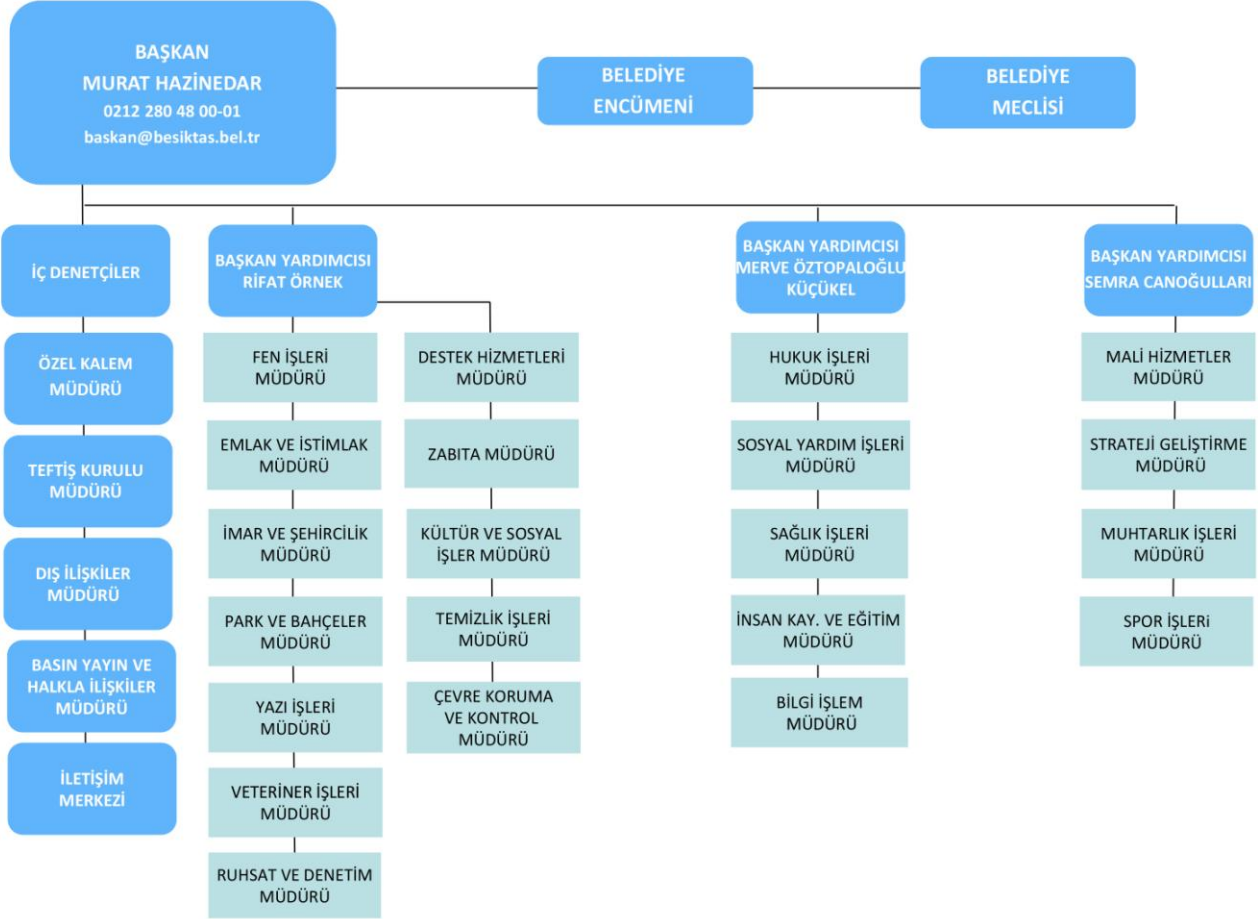 BAŞKAN
MURAT HAZİNEDAR
0212 280 48 00-01
baskan@besiktas.bel.tr
BELEDİYE
ENCÜMENİ
BELEDİYE
MECLİSİ
İÇ DENETÇİLER
ÖZEL KALEM
MÜDÜRÜ
TEFTİŞ KURULU
MÜDÜRÜ
DIŞ İLİŞKİLER
MÜDÜRÜ
BASIN YAYIN VE
HALKLA İLİŞKİLER
MÜDÜRÜ
İLETİŞİM
MERKEZİ
BAŞKAN YARDIMCISI
RİFAT ÖRNEK
FEN İŞLERİ
MÜDÜRÜ
EMLAK VE İSTİMLAK
MÜDÜRÜ
İMAR VE ŞEHİRCİLİK
MÜDÜRÜ
PARK VE BAHÇELER
MÜDÜRÜ
YAZI İŞLERİ
MÜDÜRÜ
VETERİNER İŞLERİ
MÜDÜRÜ
RUHSAT VE DENETİM
MÜDÜRÜ
DESTEK HİZMETLERİ
MÜDÜRÜ
ZABITA MÜDÜRÜ
KÜLTÜR VE SOSYAL
İŞLER MÜDÜRÜ
TEMİZLİK İŞLERİ
MÜDÜRÜ
ÇEVRE KORUMA
VE KONTROL
MÜDÜRÜ
BAŞKAN YARDIMCISI
MERVE ÖZTOPALOĞLU
KÜÇÜKEL
HUKUK İŞLERİ
MÜDÜRÜ
SOSYAL YARDIM İŞLERİ
MÜDÜRÜ
SAĞLIK İŞLERİ
MÜDÜRÜ
İNSAN KAY. VE EĞİTİM
MÜDÜRÜ
BİLGİ İŞLEM
MÜDÜRÜ
BAŞKAN YARDIMCISI
SEMRA CANOĞULLARI
MALİ HİZMETLER
MÜDÜRÜ
STRATEJİ GELİŞTİRME
MÜDÜRÜ
MUHTARLIK İŞLERİ
MÜDÜRÜ
SPOR İŞLERi
MÜDÜRÜ